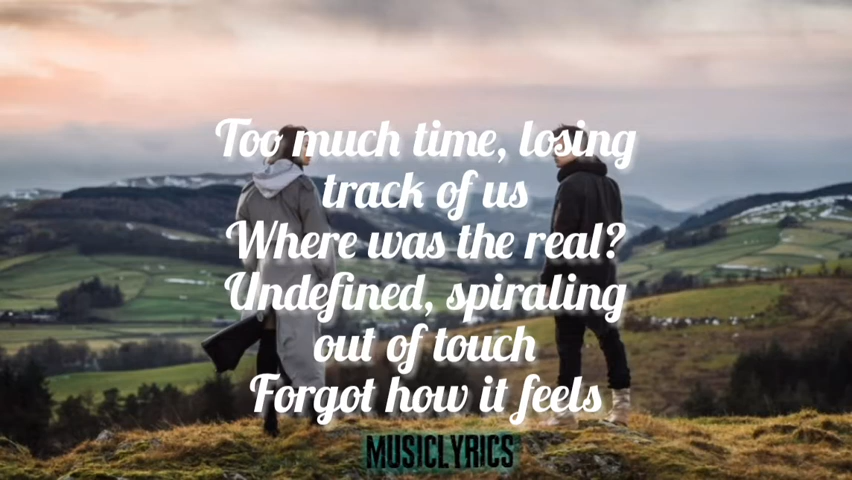 Too much time, losing
track of us
Where was the real?
Undefined, spiraling
out of touch
Forgot how it feels
MUSICLYRICS